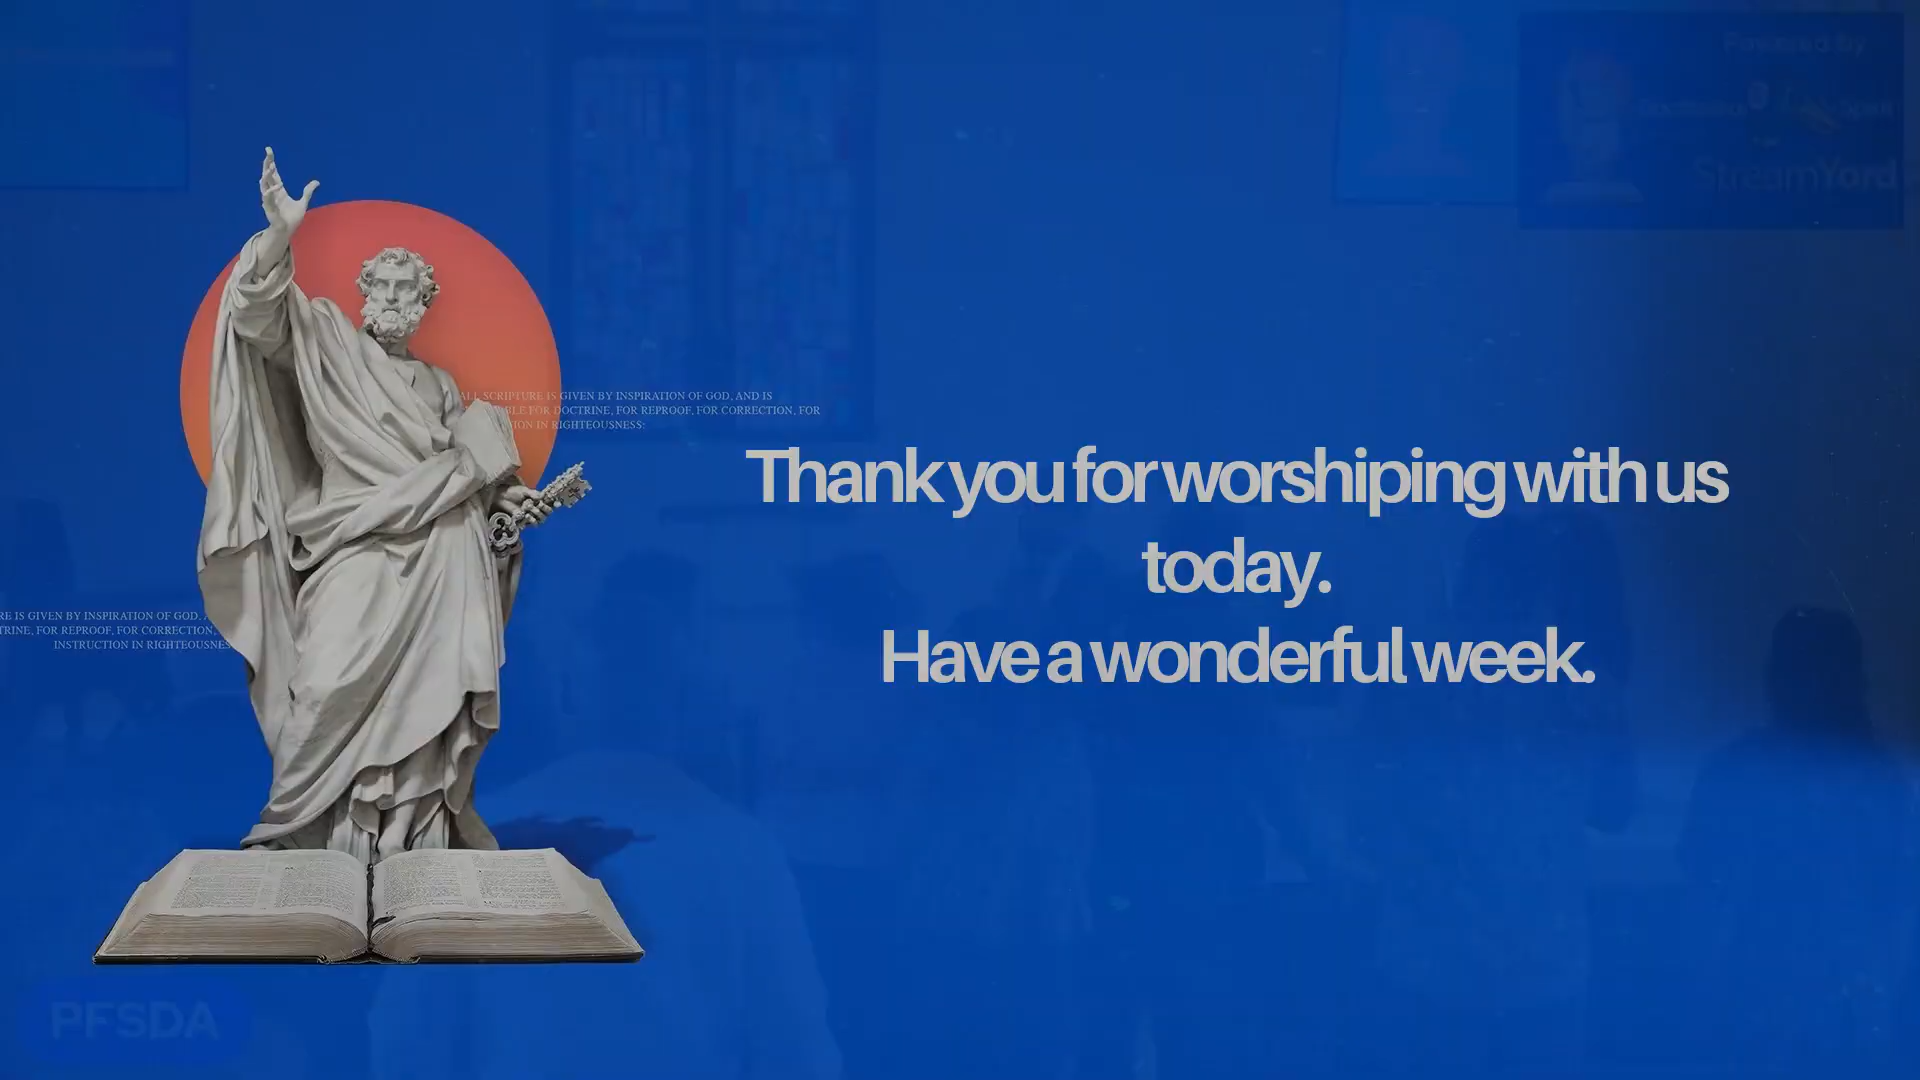 Powered by
StreamYard
ALL SCRIPTURE IS GIVEN BY INSPIRATION OF GOD, AND IS
FOR DOCTRINE, FOR REPROOF, FOR CORRECTION, FOR
IN RIGHTEOUSNESS:
Thank you for worshiping with us
today.
Have a wonderful week.
IS GIVEN BY INSPIRATION OF GOD,
FOR REPROOF, FOR CORRECTION,
INSTRUCTION IN RIGHTEOUSNESS
PFSDA